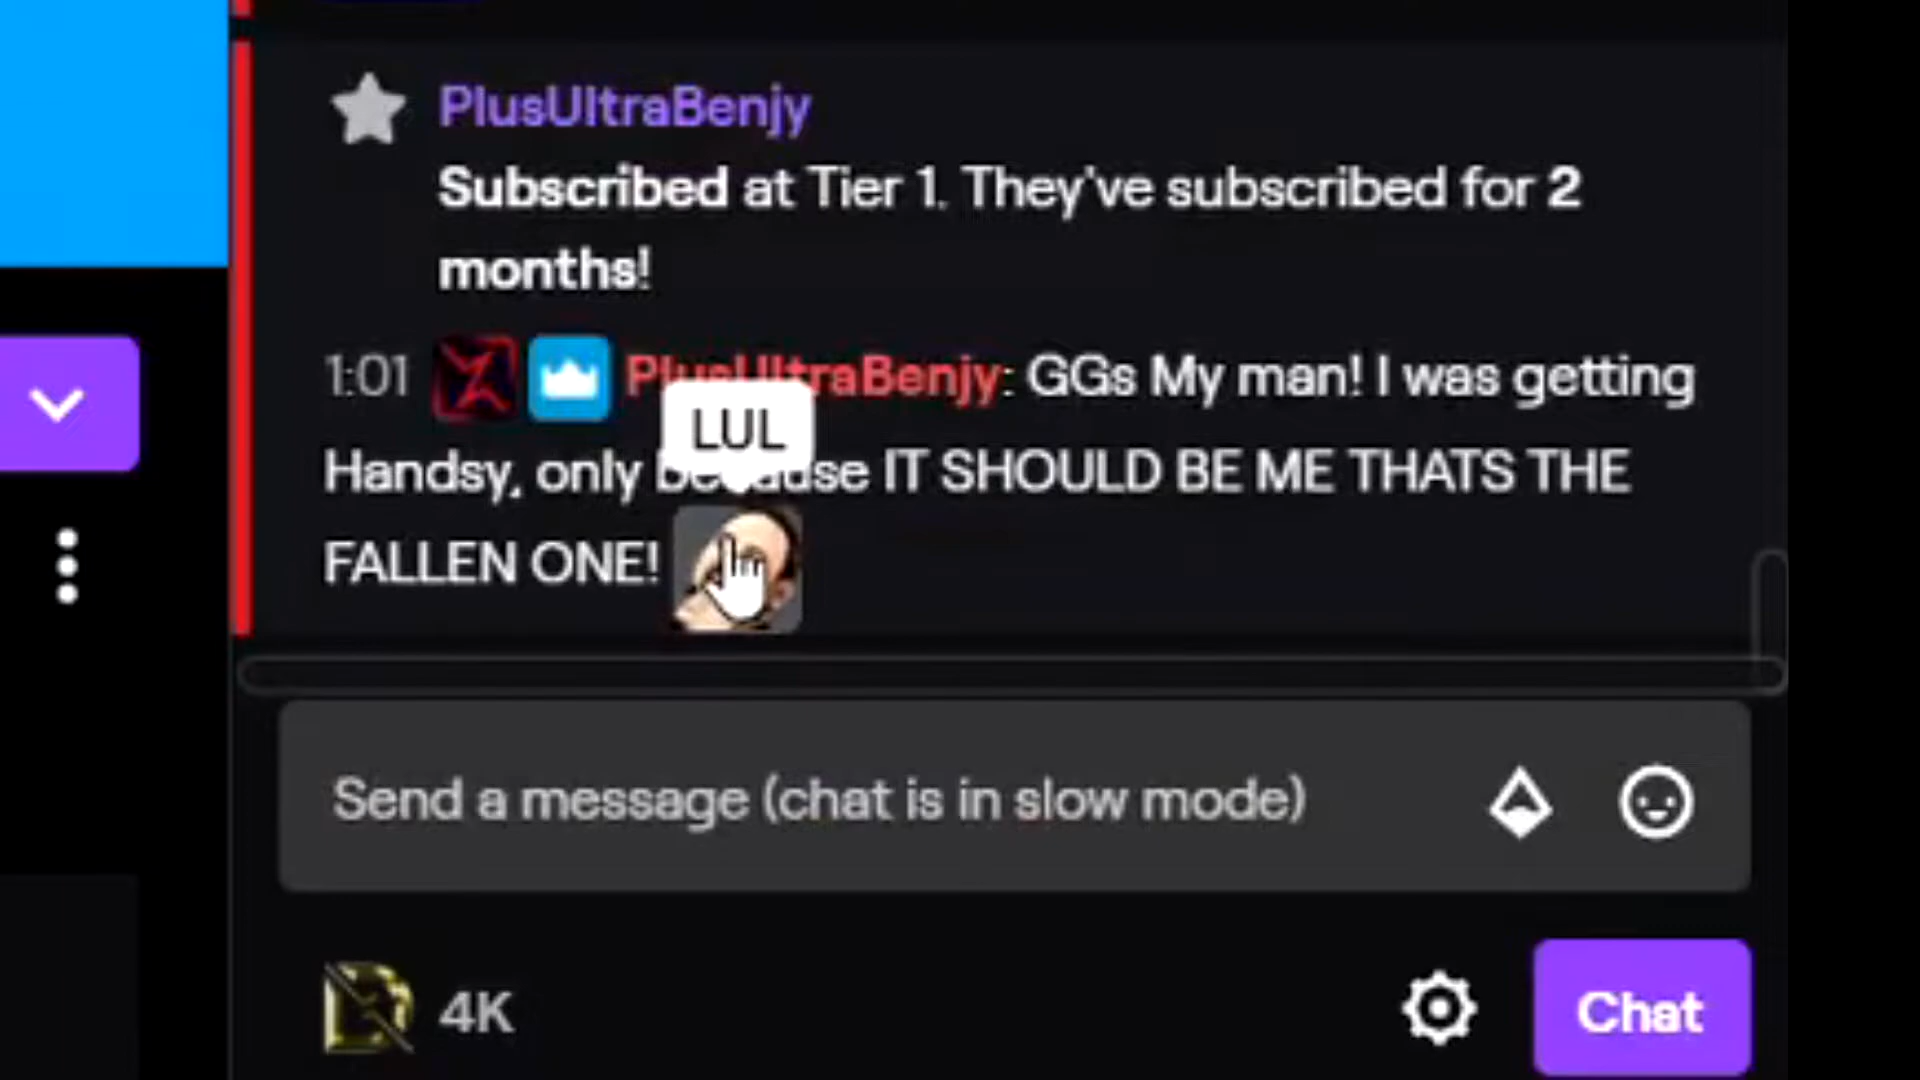 PlusUltraBenjy
Subscribed at Tier 1. They've subscribed for 2
months!
1:01 PlusUltraBenjy: GGs My man! I was getting
LUL
Handsy, only because IT SHOULD BE ME THATS THE
FALLEN ONE!
Send a message (chat is in slow mode)
4K
Chat